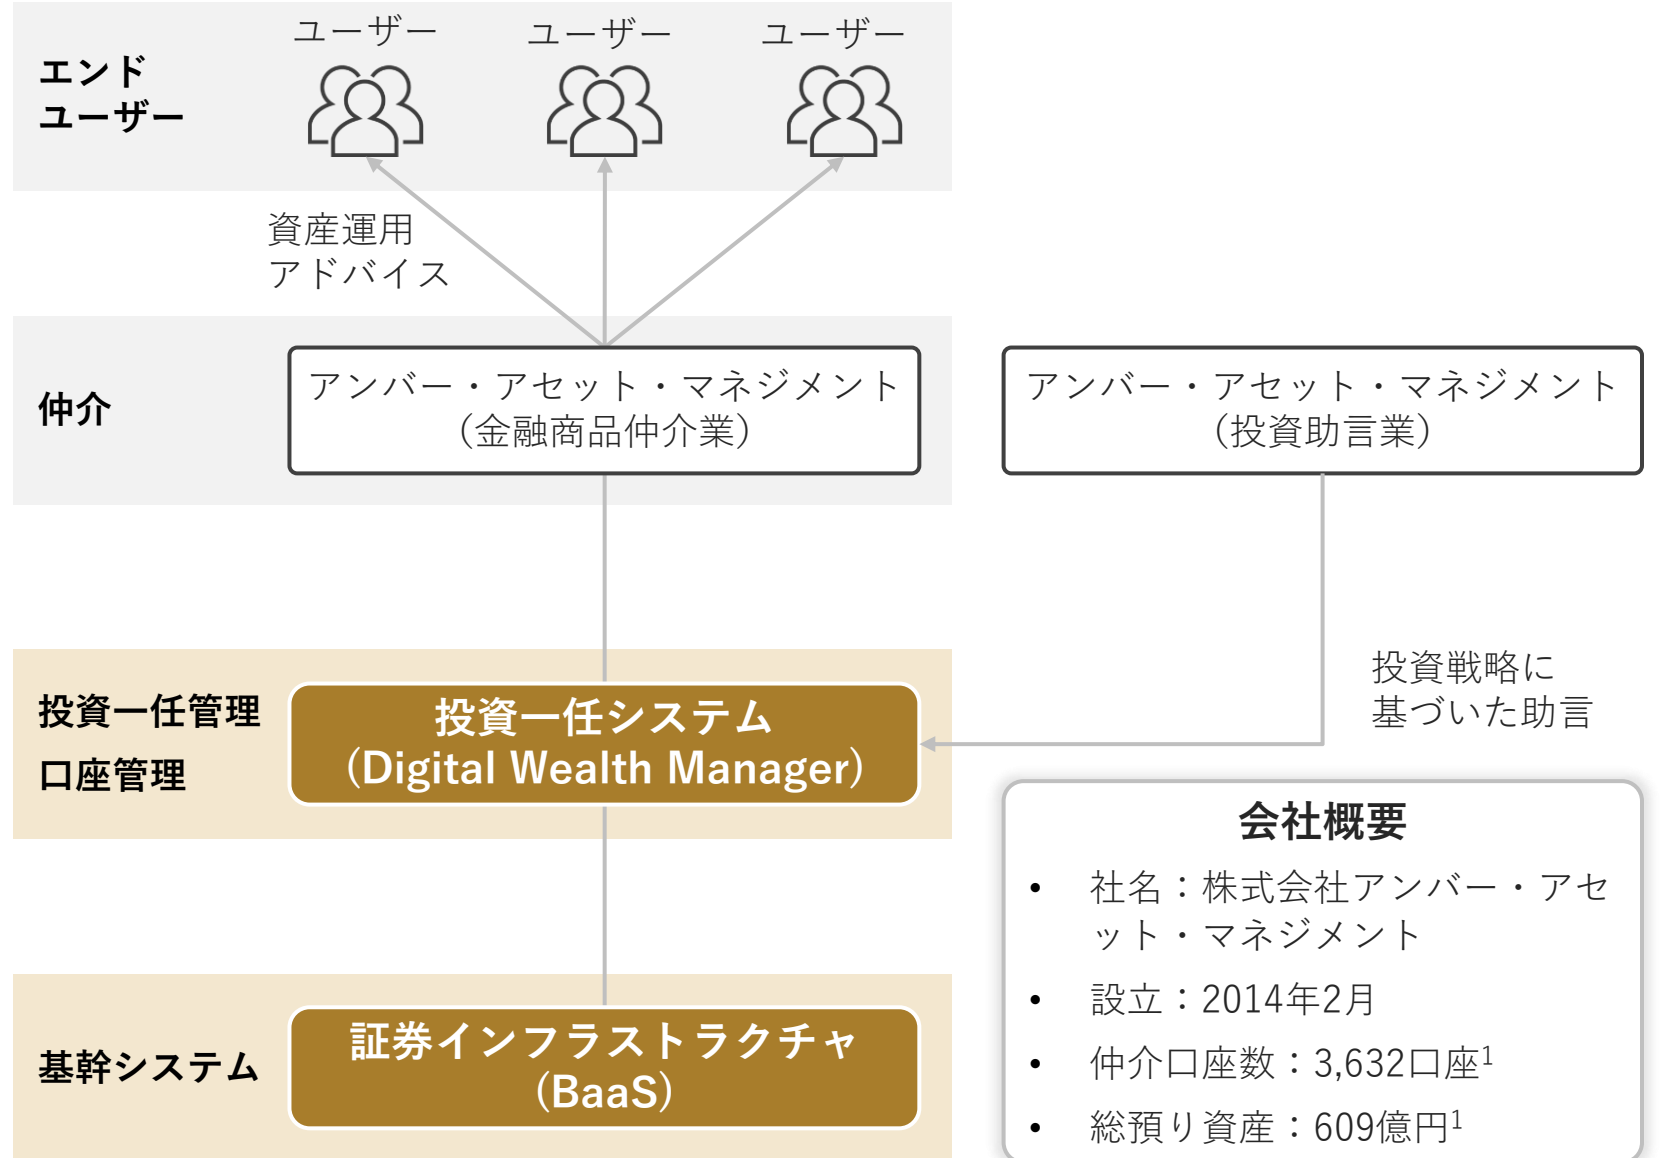 ユーザー ユーザー ユーザー
エンド
ユーザー
資産運用
アドバイス
仲介
アンバー・アセット・マネジメント
（金融商品仲介業）
アンバー・アセット・マネジメント
（投資助言業）
投資戦略に
基づいた助言
投資一任管理
口座管理
投資一任システム
（Digital Wealth Manager）
基幹システム
証券インフラストラクチャ
（BaaS）
会社概要
• 社名：株式会社アンバー・アセ
ット・マネジメント
• 設立：2014年2月
• 仲介口座数：3,632口座¹
• 総預り資産：609億円¹